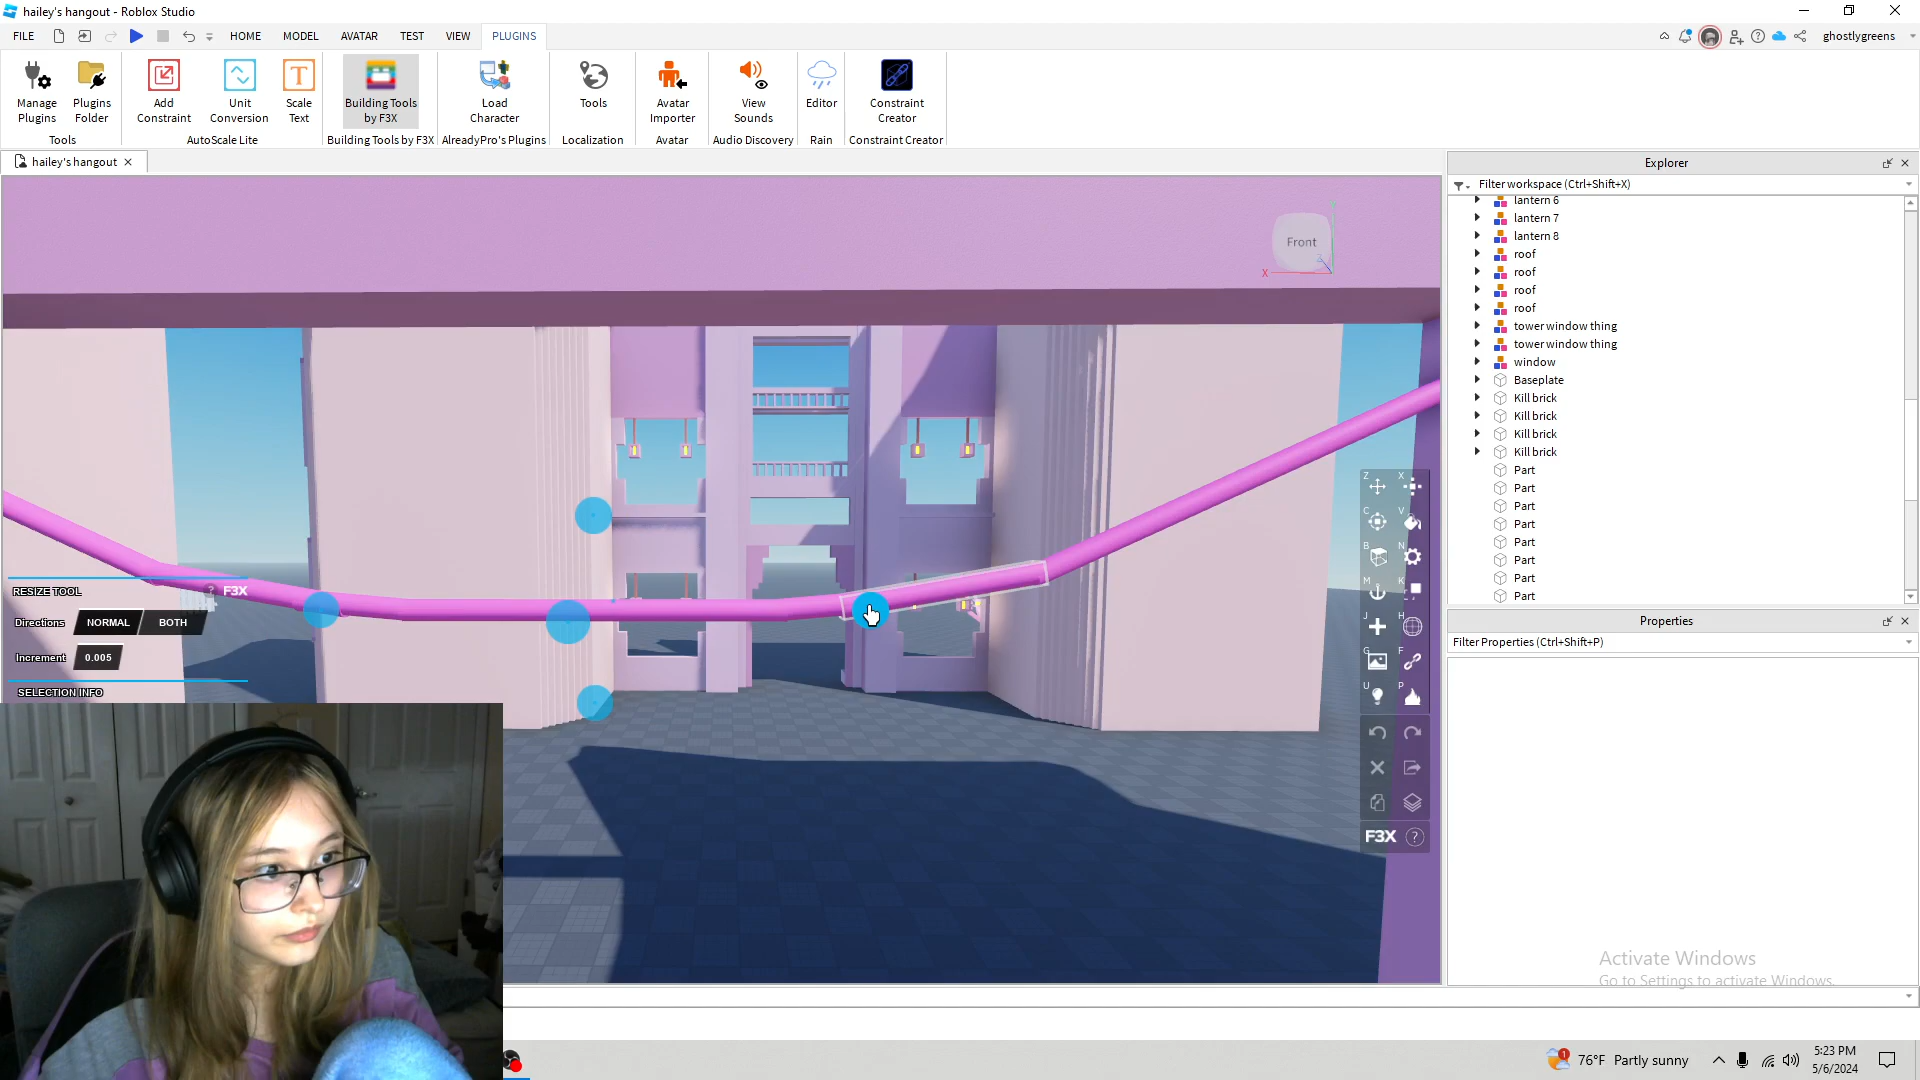 hailey's hangout - Roblox Studio
FILE HOME MODEL AVATAR TEST VIEW PLUGINS ghostlygreens
Manage Plugins
Plugins Folder
Add Constraint
Unit Conversion
Scale Text
Building Tools by F3X
Load Character
Tools
Avatar Importer
View Sounds
Editor
Constraint Creator
Tools AutoScale Lite Building Tools by F3X AlreadyPro's Plugins Localization Avatar Audio Discovery Rain Constraint Creator
hailey's hangout
Explorer
Filter workspace (Ctrl+Shift+X)
lantern 6
lantern 7
lantern 8
roof
roof
roof
roof
tower window thing
tower window thing
window
Baseplate
Kill brick
Kill brick
Kill brick
Kill brick
Part
Part
Part
Part
Part
Part
Part
Part
Properties
Filter Properties (Ctrl+Shift+P)
Front
X
RESIZE TOOL ? F3X
Directions NORMAL BOTH
Increment 0.005
SELECTION INFO
Z X
C V
B N
M K
J H
G F
U P
F3X ?
Activate Windows
Go to Settings to activate Windows.
1 76°F Partly sunny
5:23 PM
5/6/2024